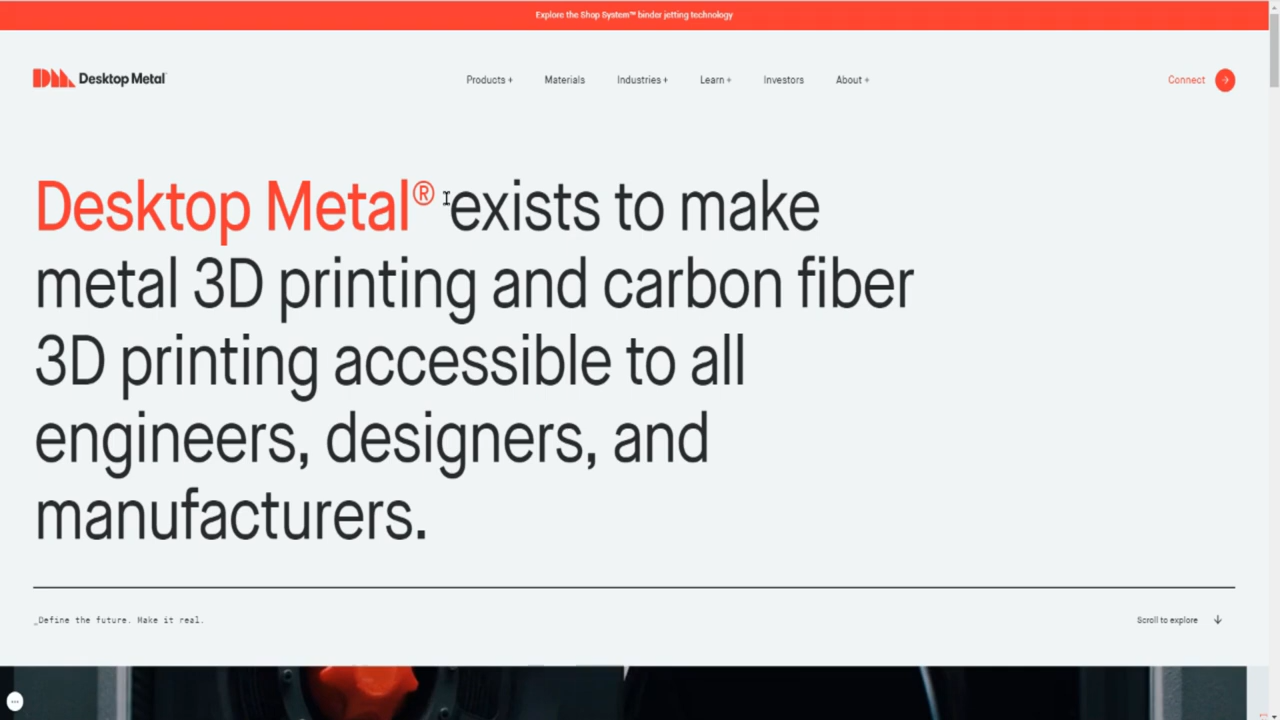 Explore the Shop System™ binder jetting technology
Desktop Metal
Products + Materials Industries + Learn + Investors About + Connect
Desktop Metal® exists to make
metal 3D printing and carbon fiber
3D printing accessible to all
engineers, designers, and
manufacturers.
_Define the future. Make it real.
Scroll to explore